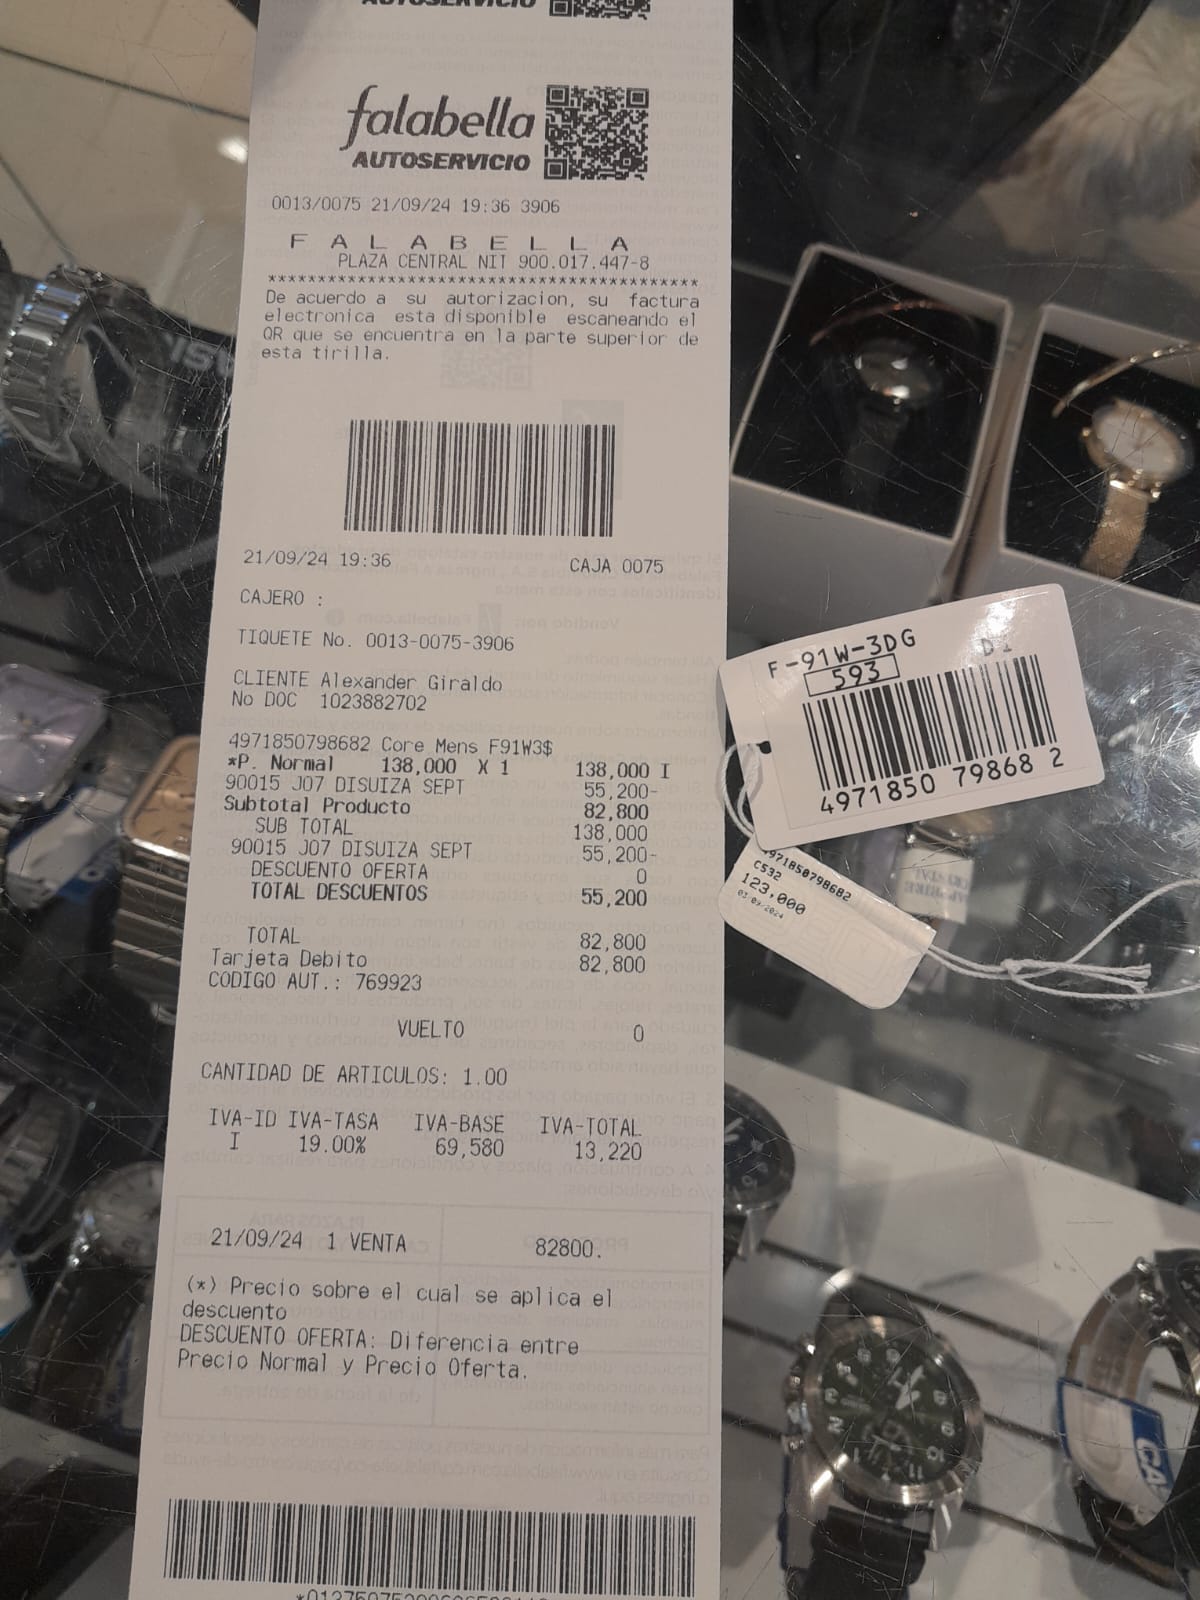 AUTOSERVICIO
falabella
AUTOSERVICIO
0013/0075 21/09/24 19:36 3906
F A L A B E L L A
PLAZA CENTRAL NIT 900.017.447-8
******************************************
De acuerdo a su autorizacion, su factura
electronica esta disponible escaneando el
QR que se encuentra en la parte superior de
esta tirilla.
21/09/24 19:36 CAJA 0075
CAJERO :
TIQUETE No. 0013-0075-3906
CLIENTE Alexander Giraldo
No DOC 1023882702
4971850798682 Core Mens F91W3$
*P. Normal 138,000 X 1 138,000 I
90015 J07 DISUIZA SEPT 55,200-
Subtotal Producto 82,800
SUB TOTAL 138,000
90015 J07 DISUIZA SEPT 55,200-
DESCUENTO OFERTA 0
TOTAL DESCUENTOS 55,200
TOTAL 82,800
Tarjeta Debito 82,800
CODIGO AUT.: 769923
VUELTO 0
CANTIDAD DE ARTICULOS: 1.00
IVA-ID IVA-TASA IVA-BASE IVA-TOTAL
I 19.00% 69,580 13,220
21/09/24 1 VENTA 82800.
(*) Precio sobre el cual se aplica el
descuento
DESCUENTO OFERTA: Diferencia entre
Precio Normal y Precio Oferta.
F-91W-3DG
593
4971850 79868 2
4971850798682
C532
123,000
03/09/2024
CA